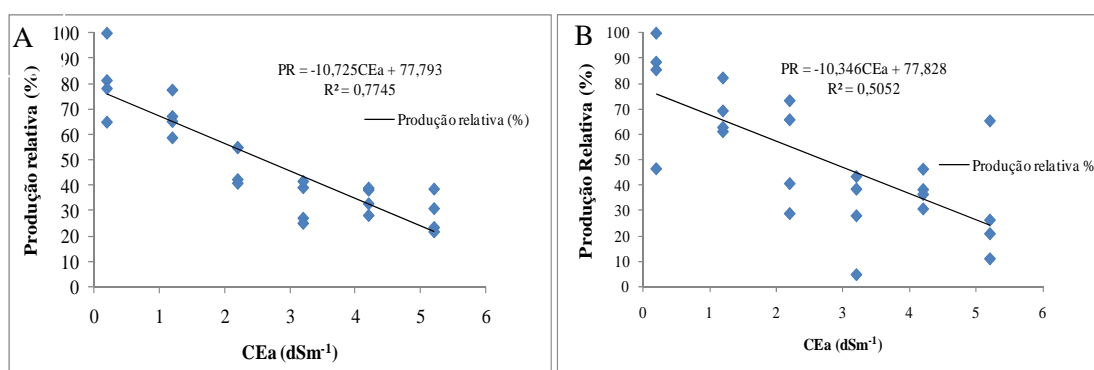 A
PR = -10,725CEa + 77,793
R² = 0,7745
Produção relativa (%)
Produção relativa (%)
100
90
80
70
60
50
40
30
20
10
0
0 1 2 3 4 5 6
CEa (dSm⁻¹)
B
PR = -10,346CEa + 77,828
R² = 0,5052
Produção relativa %
Produção Relativa (%)
100
90
80
70
60
50
40
30
20
10
0
0 1 2 3 4 5 6
CEa (dSm⁻¹)